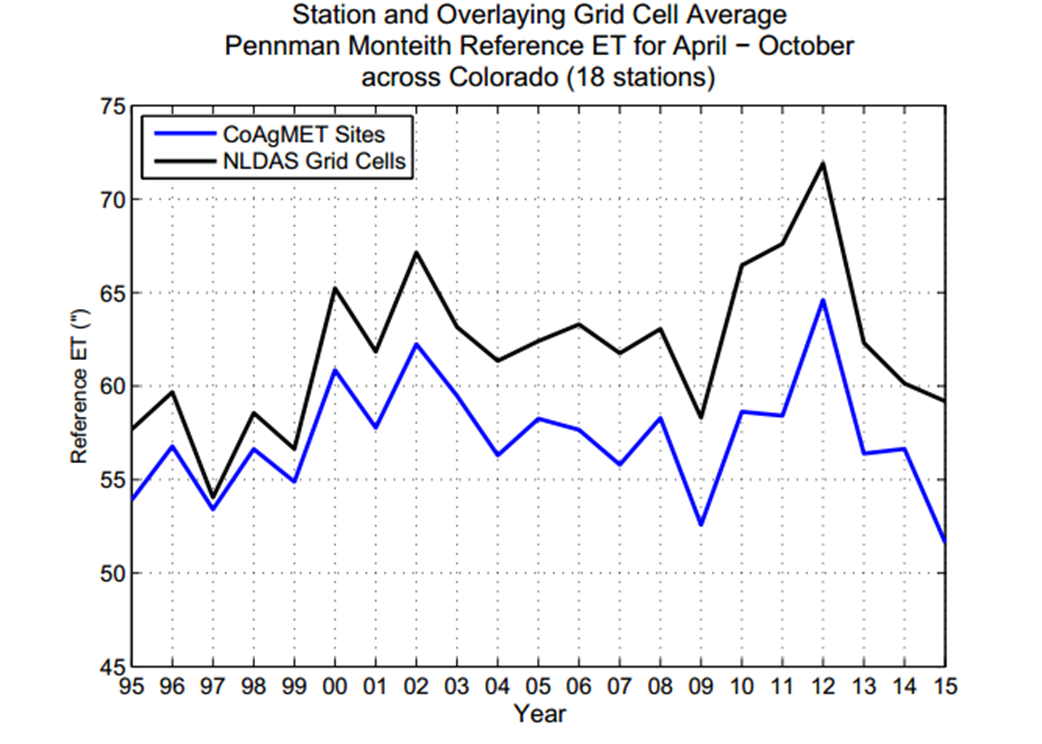 Station and Overlaying Grid Cell Average
Pennman Monteith Reference ET for April − October
across Colorado (18 stations)
75
CoAgMET Sites
NLDAS Grid Cells
70
65
60
55
50
45
Reference ET (")
95 96 97 98 99 00 01 02 03 04 05 06 07 08 09 10 11 12 13 14 15
Year